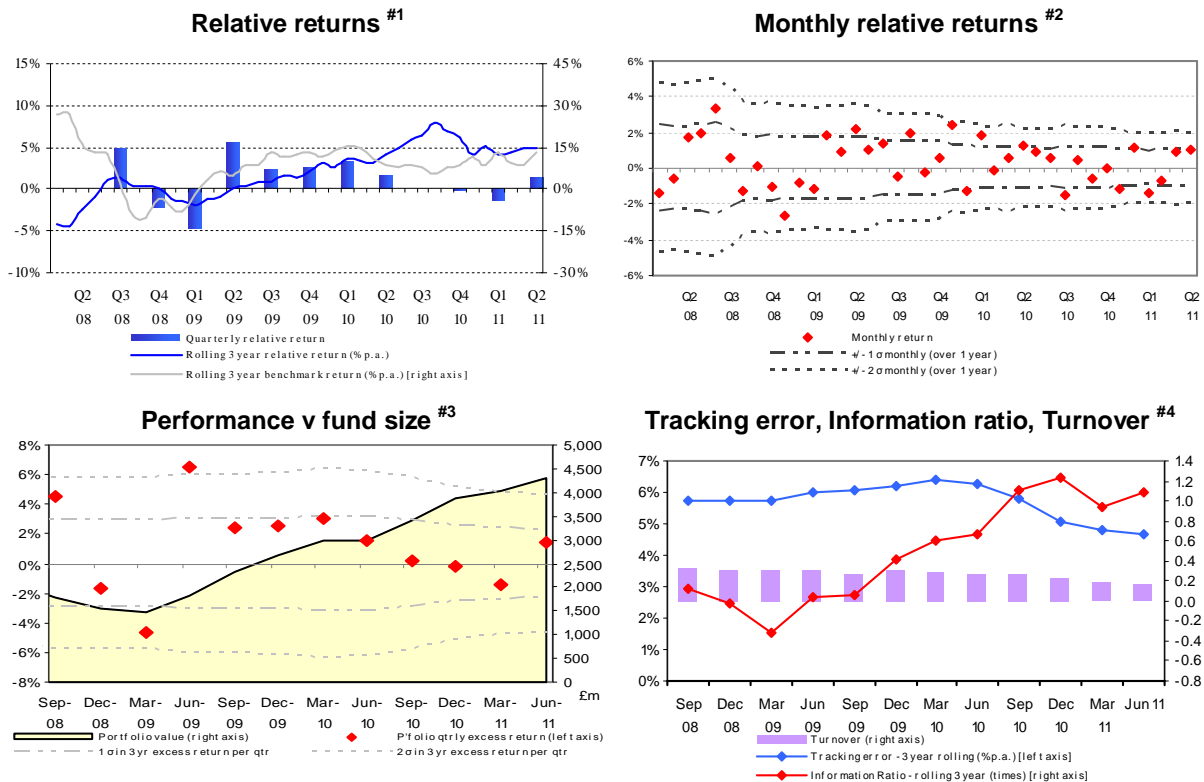 Relative returns #1
15%
10%
5%
0%
-5%
-10%
45%
30%
15%
0%
-15%
-30%
Q2 Q3 Q4 Q1 Q2 Q3 Q4 Q1 Q2 Q3 Q4 Q1 Q2
08 08 08 09 09 09 09 10 10 10 10 11 11
Quarterly relative return
Rolling 3 year relative return (% p.a.)
Rolling 3 year benchmark return (% p.a.) [right axis]
Monthly relative returns #2
6%
4%
2%
0%
-2%
-4%
-6%
Q2 Q3 Q4 Q1 Q2 Q3 Q4 Q1 Q2 Q3 Q4 Q1 Q2
08 08 08 09 09 09 09 10 10 10 10 11 11
Monthly return
+/- 1 σ monthly (over 1 year)
+/- 2 σ monthly (over 1 year)
Performance v fund size #3
8%
6%
4%
2%
0%
-2%
-4%
-6%
-8%
5,000
4,500
4,000
3,500
3,000
2,500
2,000
1,500
1,000
500
0
£m
Sep- Dec- Mar- Jun- Sep- Dec- Mar- Jun- Sep- Dec- Mar- Jun-
08 08 09 09 09 09 10 10 10 10 11 11
Portfolio value (right axis)
P'folio qtrly excess return (left axis)
1 σ in 3 yr excess return per qtr
2 σ in 3 yr excess return per qtr
Tracking error, Information ratio, Turnover #4
7%
6%
5%
4%
3%
2%
1%
0%
1.4
1.2
1.0
0.8
0.6
0.4
0.2
0.0
-0.2
-0.4
-0.6
-0.8
Sep Dec Mar Jun Sep Dec Mar Jun Sep Dec Mar Jun 11
08 08 09 09 09 09 10 10 10 10 11
Turnover (right axis)
Tracking error - 3 year rolling (% p.a.) [left axis]
Information Ratio - rolling 3 year (times) [right axis]